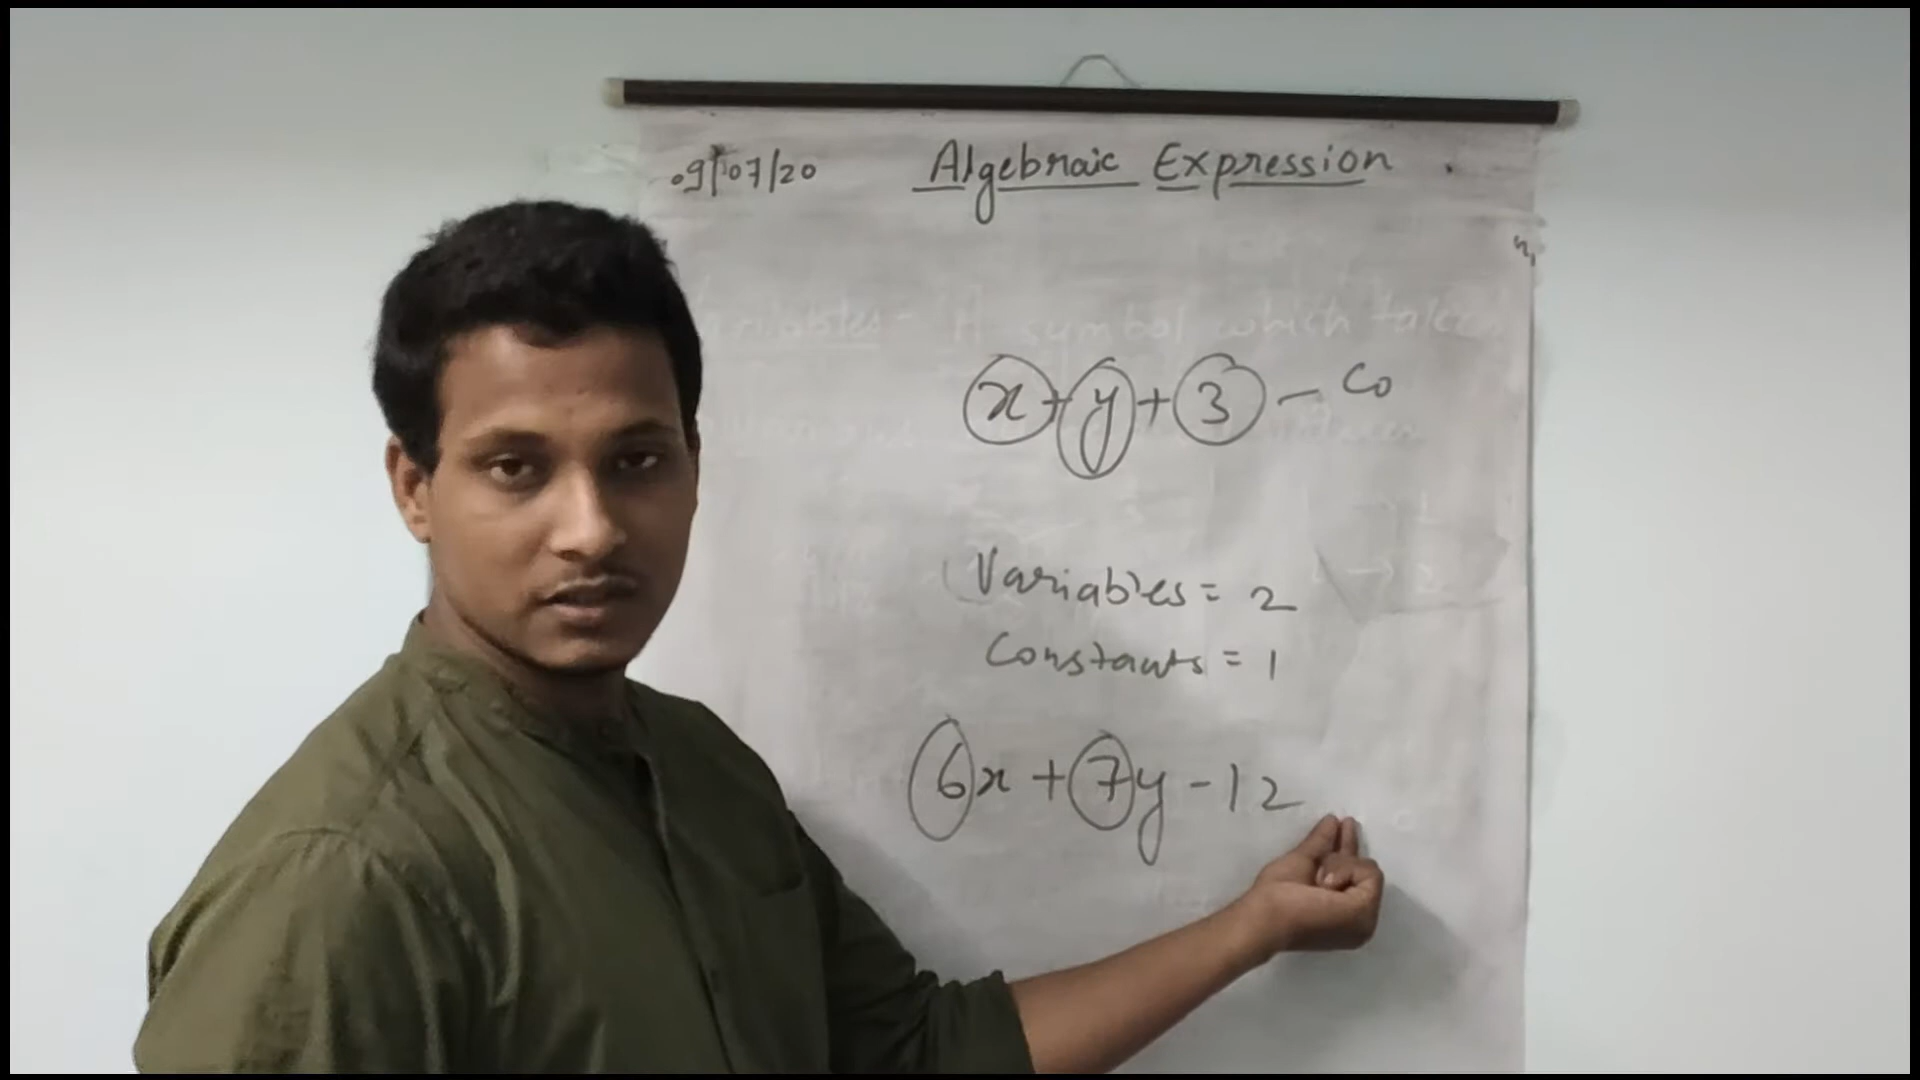 09/07/20 Algebraic Expression
x + y + 3 - Co
Variables = 2
Constants = 1
6x + 7y - 12